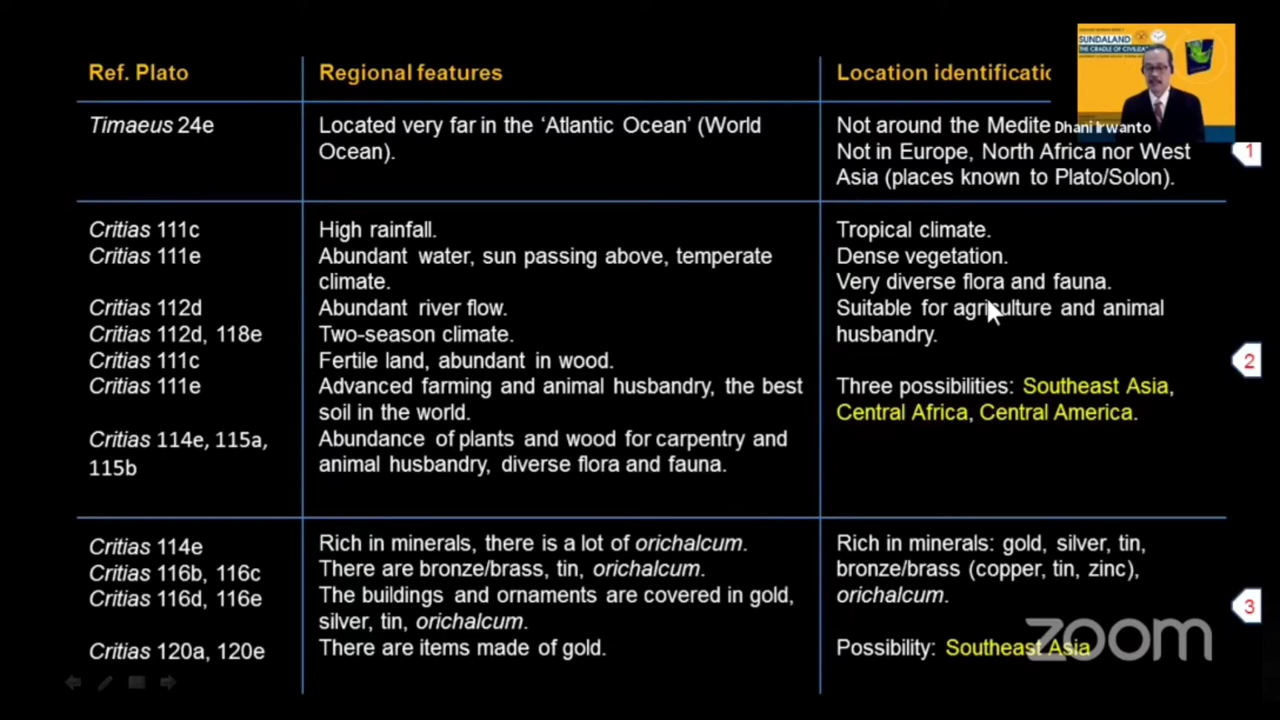 Ref. Plato
Regional features
Location identificatio
SUNDALAND
THE CRADLE OF CIVILIZATI
Dhani Irwanto
Timaeus 24e
Located very far in the ‘Atlantic Ocean’ (World
Ocean).
Not around the Medite
Not in Europe, North Africa nor West
Asia (places known to Plato/Solon).
1
Critias 111c
Critias 111e
Critias 112d
Critias 112d, 118e
Critias 111c
Critias 111e
Critias 114e, 115a,
115b
High rainfall.
Abundant water, sun passing above, temperate
climate.
Abundant river flow.
Two-season climate.
Fertile land, abundant in wood.
Advanced farming and animal husbandry, the best
soil in the world.
Abundance of plants and wood for carpentry and
animal husbandry, diverse flora and fauna.
Tropical climate.
Dense vegetation.
Very diverse flora and fauna.
Suitable for agriculture and animal
husbandry.
Three possibilities: Southeast Asia,
Central Africa, Central America.
2
Critias 114e
Critias 116b, 116c
Critias 116d, 116e
Critias 120a, 120e
Rich in minerals, there is a lot of orichalcum.
There are bronze/brass, tin, orichalcum.
The buildings and ornaments are covered in gold,
silver, tin, orichalcum.
There are items made of gold.
Rich in minerals: gold, silver, tin,
bronze/brass (copper, tin, zinc),
orichalcum.
Possibility: Southeast Asia
3
zoom